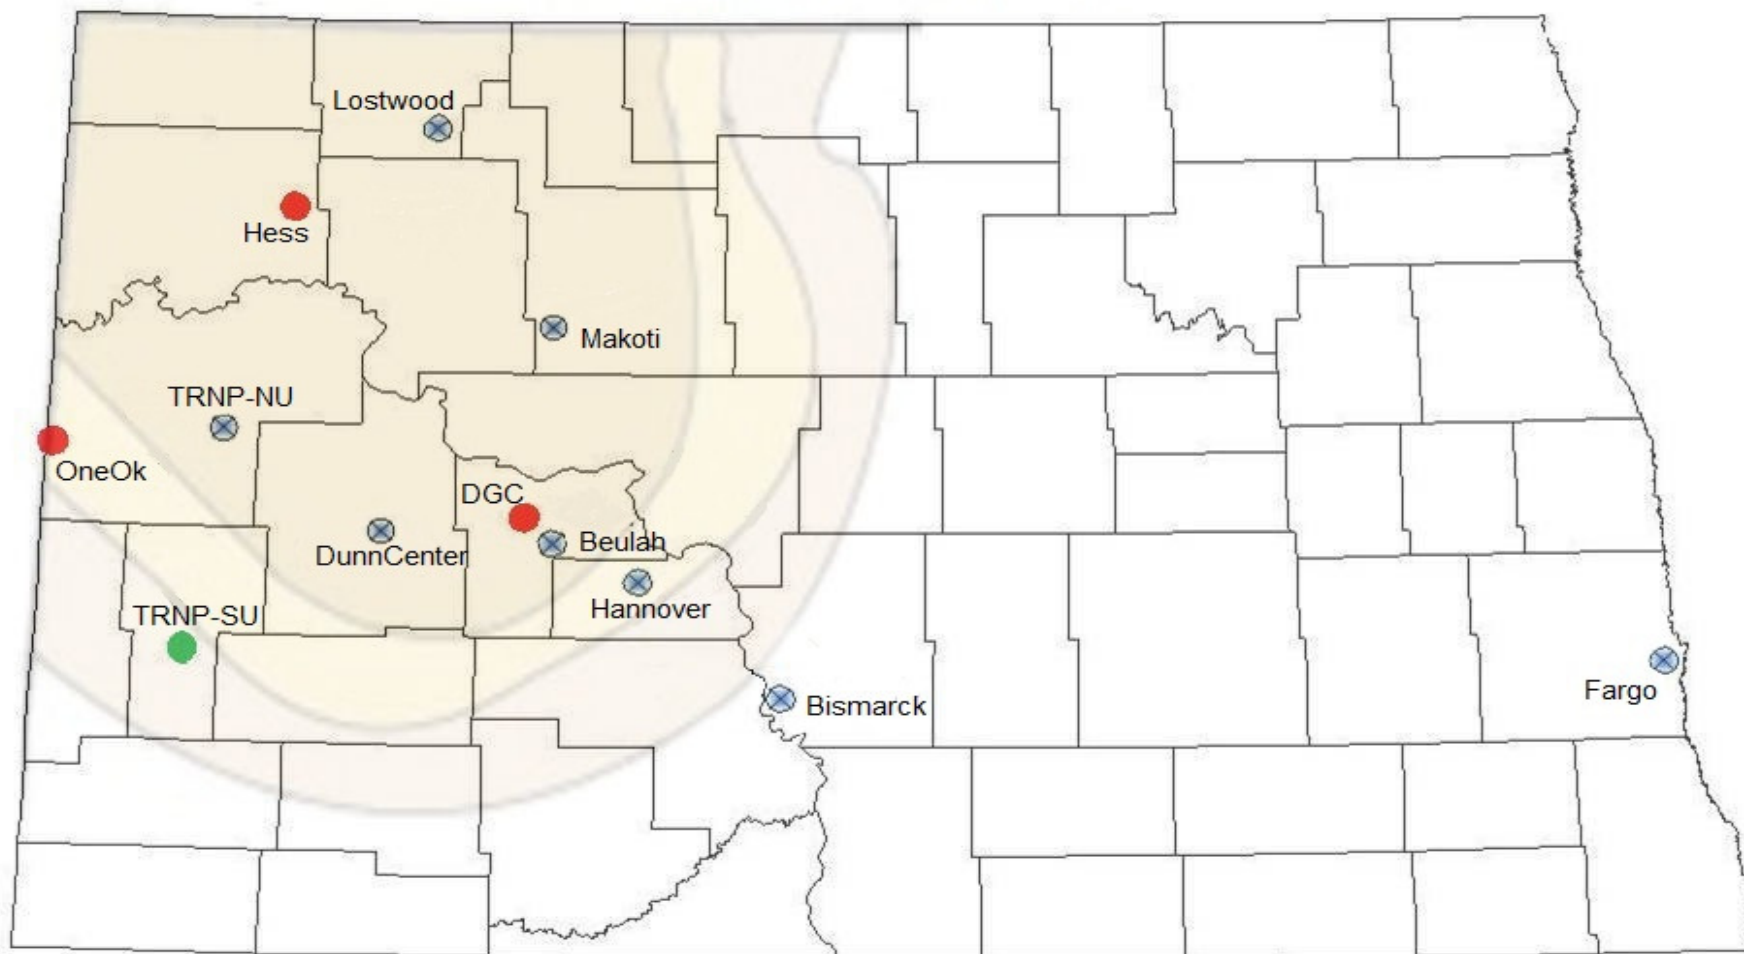 Lostwood
Hess
Makoti
TRNP-NU
OneOk
DGC
Beulah
DunnCenter
Hannover
TRNP-SU
Fargo
Bismarck